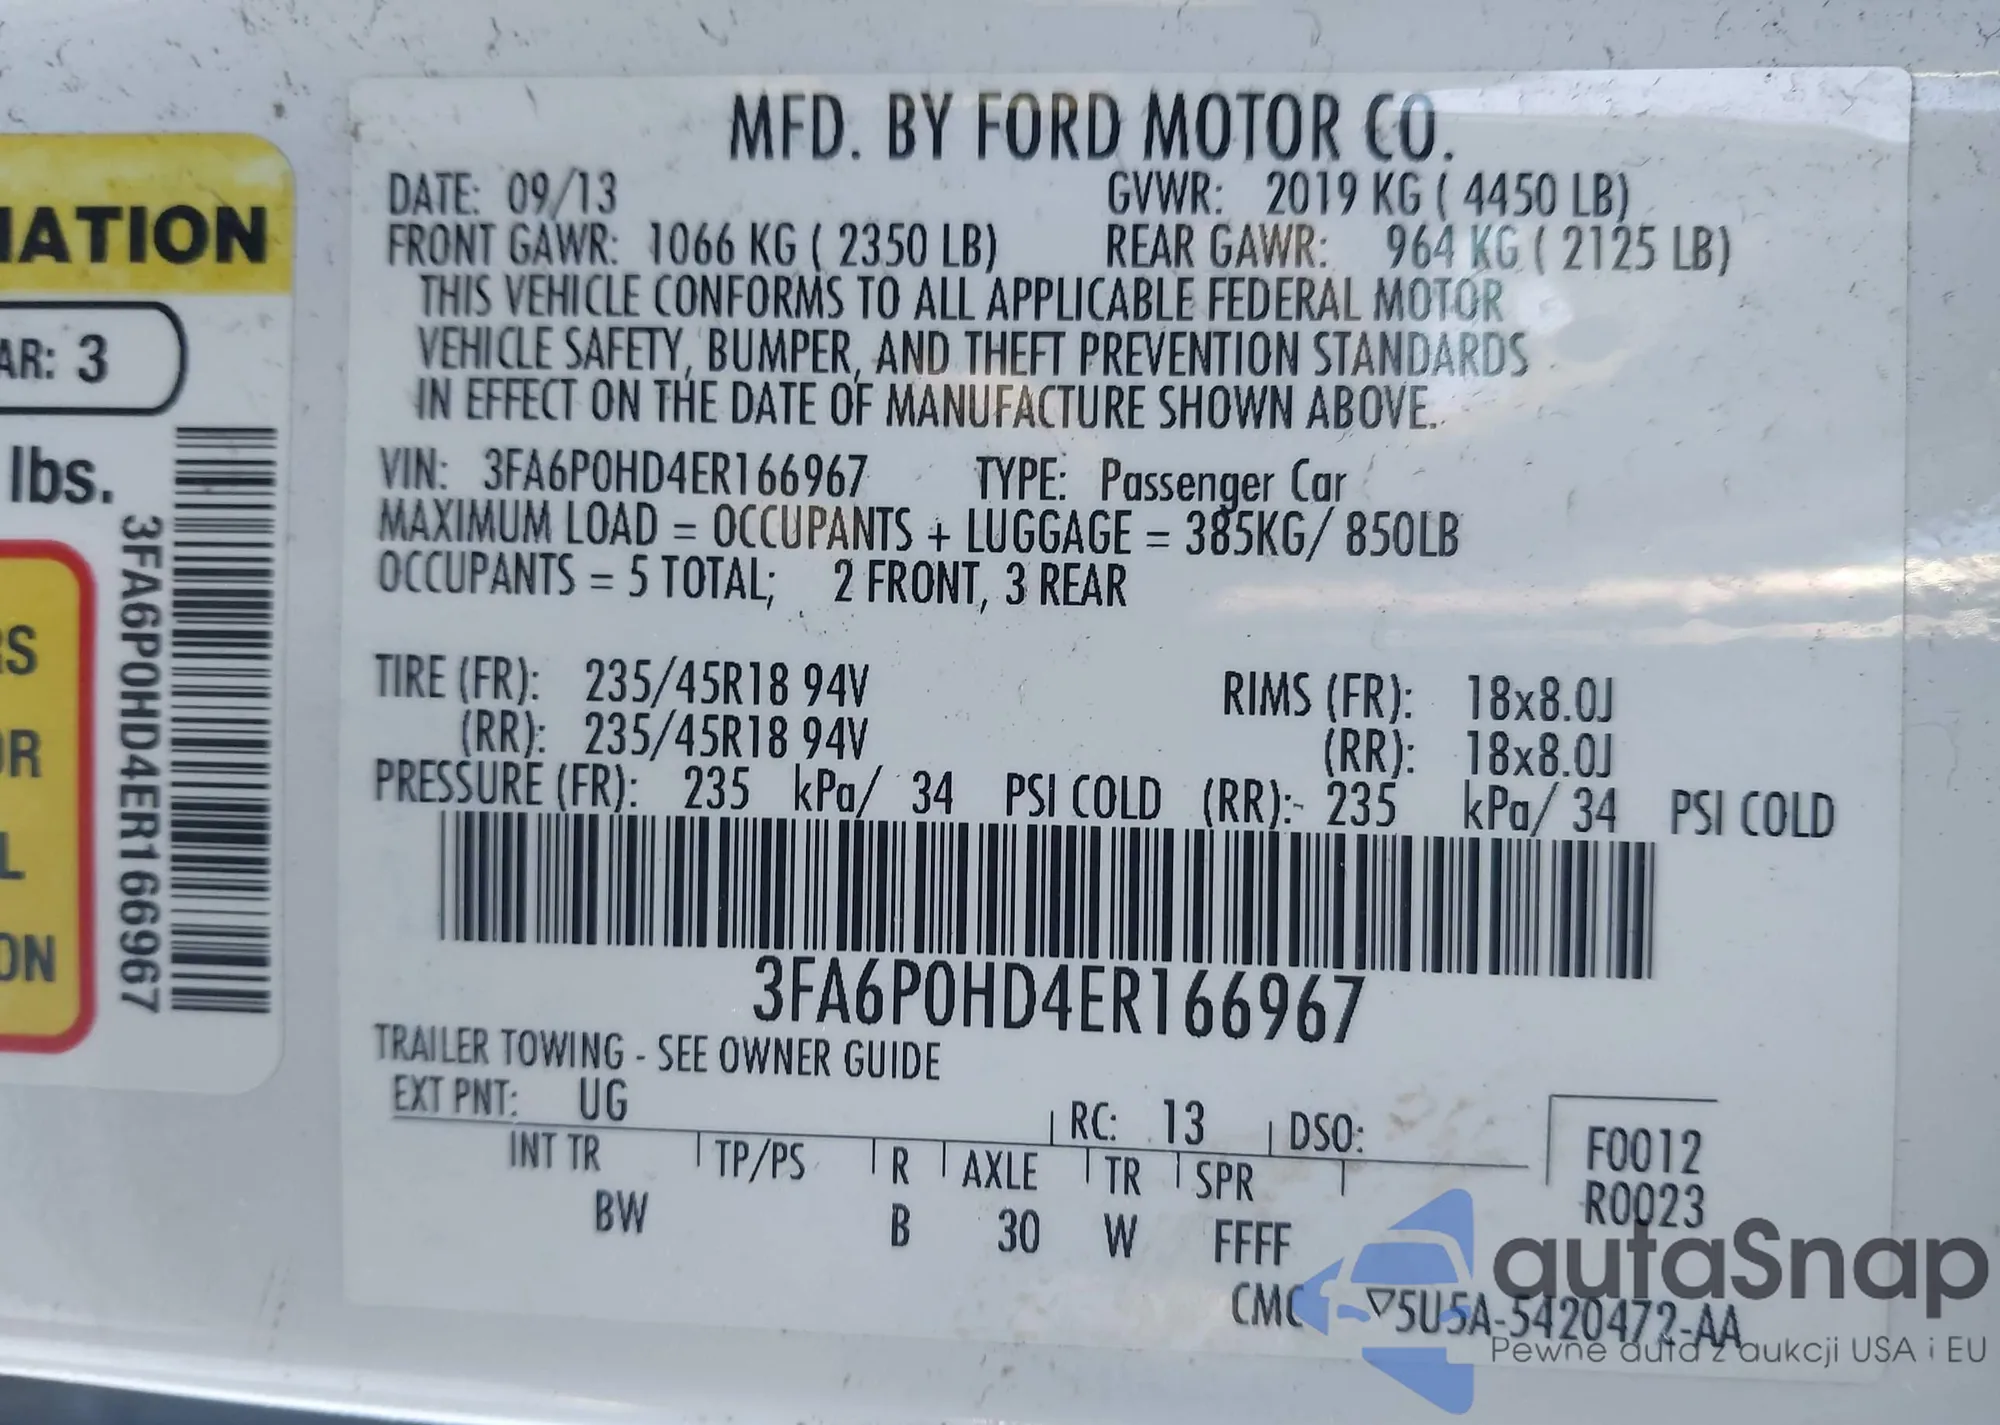 MFD. BY FORD MOTOR CO.
DATE: 09/13 GVWR: 2019 KG ( 4450 LB)
FRONT GAWR: 1066 KG ( 2350 LB) REAR GAWR: 964 KG ( 2125 LB)
THIS VEHICLE CONFORMS TO ALL APPLICABLE FEDERAL MOTOR
VEHICLE SAFETY, BUMPER, AND THEFT PREVENTION STANDARDS
IN EFFECT ON THE DATE OF MANUFACTURE SHOWN ABOVE.
VIN: 3FA6P0HD4ER166967 TYPE: Passenger Car
MAXIMUM LOAD = OCCUPANTS + LUGGAGE = 385KG/ 850LB
OCCUPANTS = 5 TOTAL; 2 FRONT, 3 REAR
TIRE (FR): 235/45R18 94V RIMS (FR): 18x8.0J
(RR): 235/45R18 94V (RR): 18x8.0J
PRESSURE (FR): 235 kPa/ 34 PSI COLD (RR): 235 kPa/ 34 PSI COLD
3FA6P0HD4ER166967
TRAILER TOWING - SEE OWNER GUIDE
EXT PNT: UG RC: 13 DSO:
INT TR TP/PS R AXLE TR SPR
BW B 30 W FFFF
F0012
R0023
CMC ▽5U5A-5420472-AA
IATION
AR: 3
lbs.
3FA6P0HD4ER166967
RS
OR
L
ON
autaSnap
Pewne auta z aukcji USA i EU